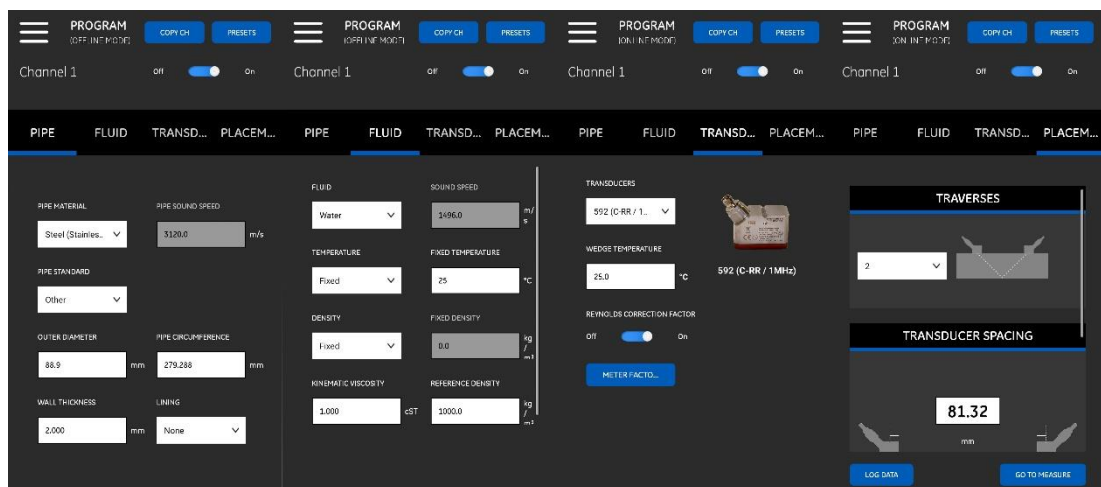 PROGRAM
(OFFLINE MODE)
COPY CH
PRESETS
Channel 1
Off
On
PIPE
FLUID
TRANSD...
PLACEM...
PIPE MATERIAL
PIPE SOUND SPEED
Steel (Stainles..
3120.0
m/s
PIPE STANDARD
Other
OUTER DIAMETER
PIPE CIRCUMFERENCE
88.9
mm
279.288
mm
WALL THICKNESS
LINING
2.000
mm
None
PROGRAM
(OFFLINE MODE)
COPY CH
PRESETS
Channel 1
Off
On
PIPE
FLUID
TRANSD...
PLACEM...
FLUID
SOUND SPEED
Water
1496.0
m/
s
TEMPERATURE
FIXED TEMPERATURE
Fixed
25
°C
DENSITY
FIXED DENSITY
Fixed
0.0
kg
/
m³
KINEMATIC VISCOSITY
REFERENCE DENSITY
1.000
cST
1000.0
kg
/
m³
PROGRAM
(ONLINE MODE)
COPY CH
PRESETS
Channel 1
Off
On
PIPE
FLUID
TRANSD...
PLACEM...
TRANSDUCERS
592 (C-RR / 1..
WEDGE TEMPERATURE
25.0
°C
592 (C-RR / 1MHz)
REYNOLDS CORRECTION FACTOR
Off
On
METER FACTO...
PROGRAM
(ONLINE MODE)
COPY CH
PRESETS
Channel 1
Off
On
PIPE
FLUID
TRANSD...
PLACEM...
TRAVERSES
2
TRANSDUCER SPACING
81.32
mm
LOG DATA
GO TO MEASURE